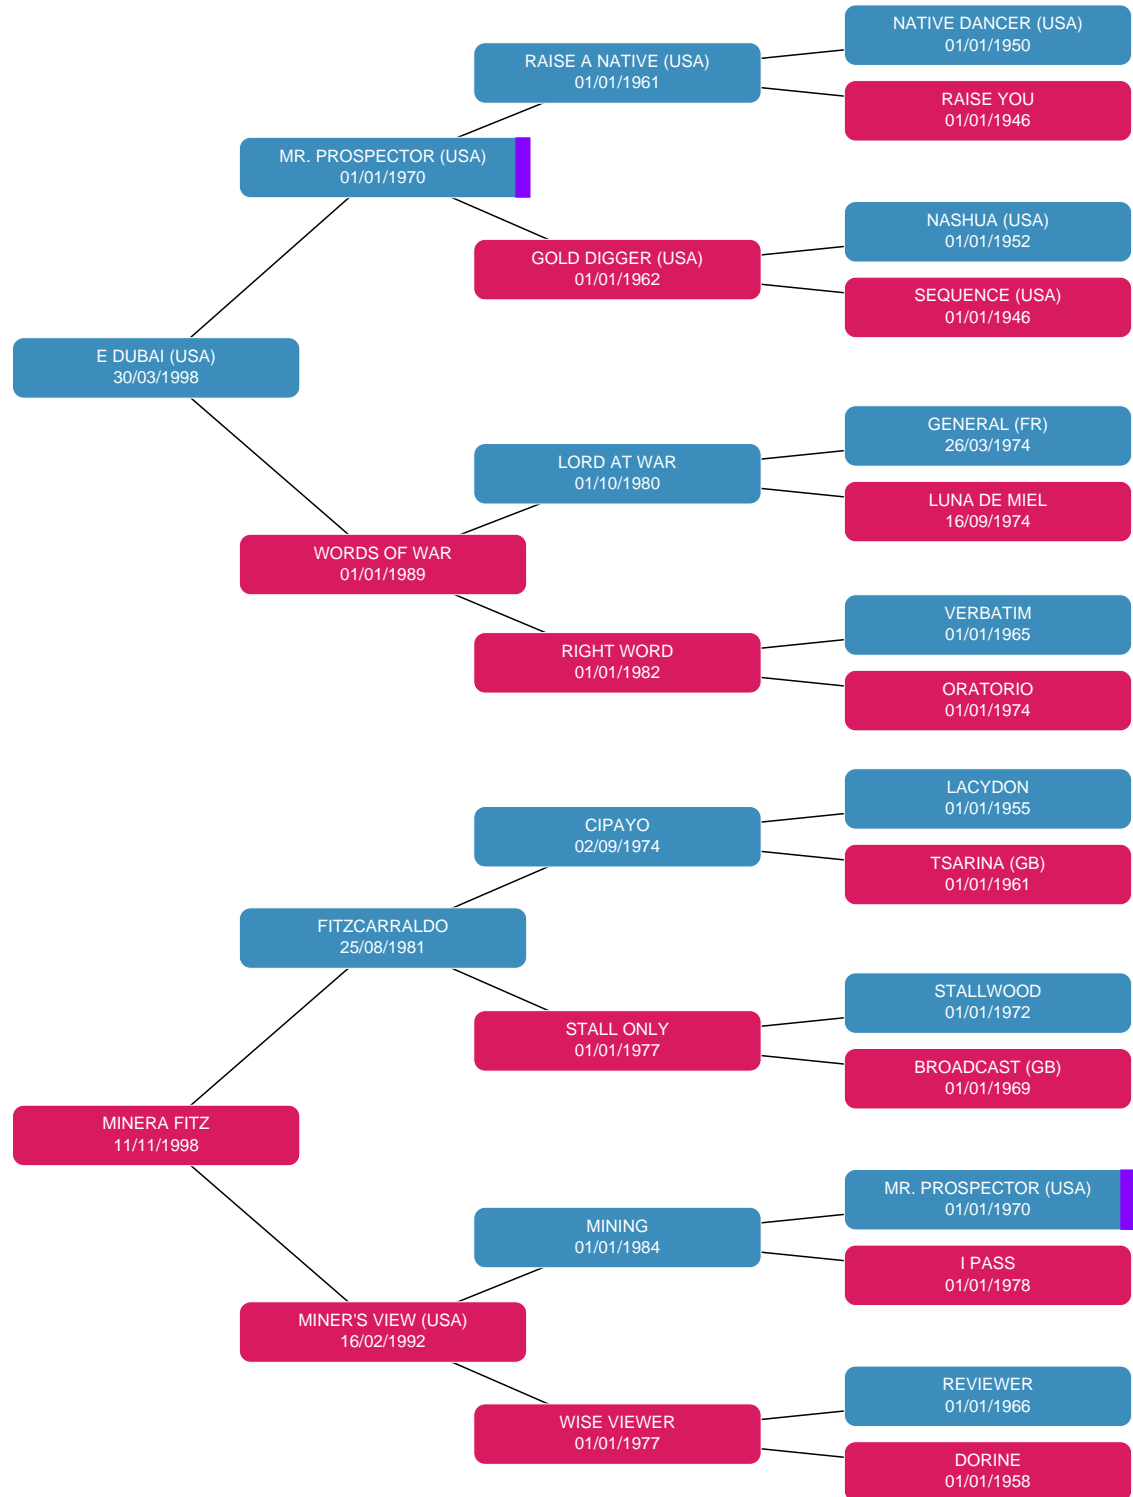 NATIVE DANCER (USA)
01/01/1950
RAISE A NATIVE (USA)
01/01/1961
RAISE YOU
01/01/1946
MR. PROSPECTOR (USA)
01/01/1970
NASHUA (USA)
01/01/1952
GOLD DIGGER (USA)
01/01/1962
SEQUENCE (USA)
01/01/1946
E DUBAI (USA)
30/03/1998
GENERAL (FR)
26/03/1974
LORD AT WAR
01/10/1980
LUNA DE MIEL
16/09/1974
WORDS OF WAR
01/01/1989
VERBATIM
01/01/1965
RIGHT WORD
01/01/1982
ORATORIO
01/01/1974
LACYDON
01/01/1955
CIPAYO
02/09/1974
TSARINA (GB)
01/01/1961
FITZCARRALDO
25/08/1981
STALLWOOD
01/01/1972
STALL ONLY
01/01/1977
BROADCAST (GB)
01/01/1969
MINERA FITZ
11/11/1998
MR. PROSPECTOR (USA)
01/01/1970
MINING
01/01/1984
I PASS
01/01/1978
MINER'S VIEW (USA)
16/02/1992
REVIEWER
01/01/1966
WISE VIEWER
01/01/1977
DORINE
01/01/1958